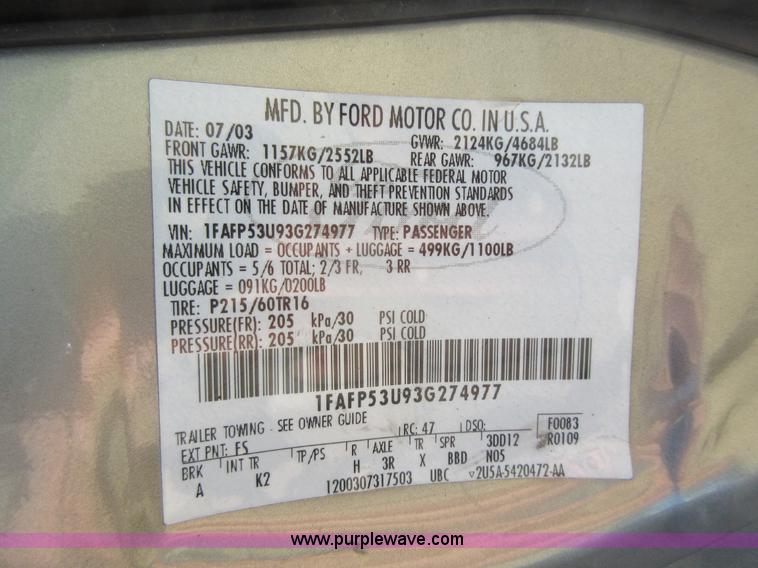 MFD. BY FORD MOTOR CO. IN U.S.A.
DATE: 07/03 GVWR: 2124KG/4684LB
FRONT GAWR: 1157KG/2552LB REAR GAWR: 967KG/2132LB
THIS VEHICLE CONFORMS TO ALL APPLICABLE FEDERAL MOTOR
VEHICLE SAFETY, BUMPER, AND THEFT PREVENTION STANDARDS
IN EFFECT ON THE DATE OF MANUFACTURE SHOWN ABOVE.
VIN: 1FAFP53U93G274977 TYPE: PASSENGER
MAXIMUM LOAD = OCCUPANTS + LUGGAGE = 499KG/1100LB
OCCUPANTS = 5/6 TOTAL; 2/3 FR, 3 RR
LUGGAGE = 091KG/0200LB
TIRE: P215/60TR16
PRESSURE(FR): 205 kPa/30 PSI COLD
PRESSURE(RR): 205 kPa/30 PSI COLD
1FAFP53U93G274977
TRAILER TOWING - SEE OWNER GUIDE
EXT PNT: FS RC: 47 DSO: F0083
R0109
BRK INT TR TP/PS R AXLE TR SPR 3DD12
A K2 H 3R X BBD N05
1200307317503 UBC ▽2U5A-5420472-AA
www.purplewave.com